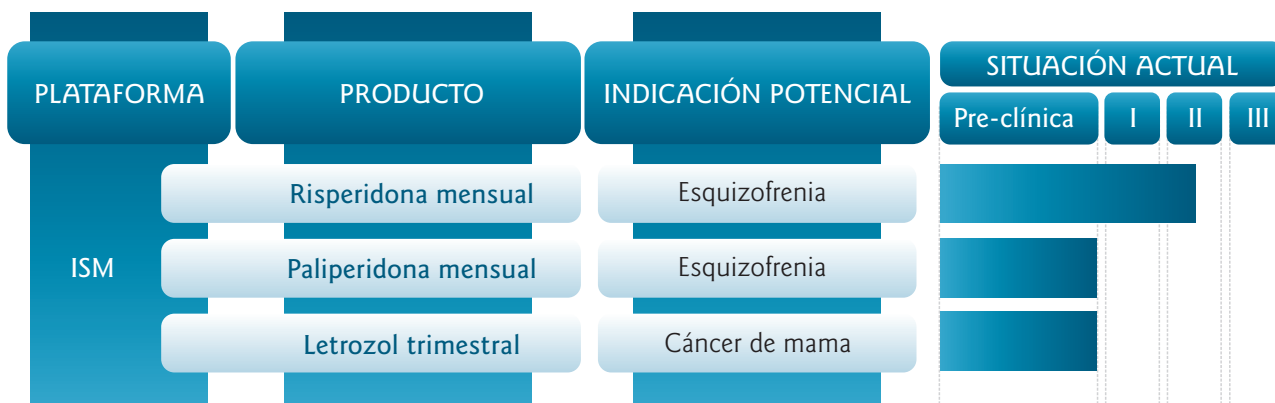 PLATAFORMA
PRODUCTO
INDICACIÓN POTENCIAL
SITUACIÓN ACTUAL
Pre-clínica
I
II
III
ISM
Risperidona mensual
Esquizofrenia
Paliperidona mensual
Esquizofrenia
Letrozol trimestral
Cáncer de mama